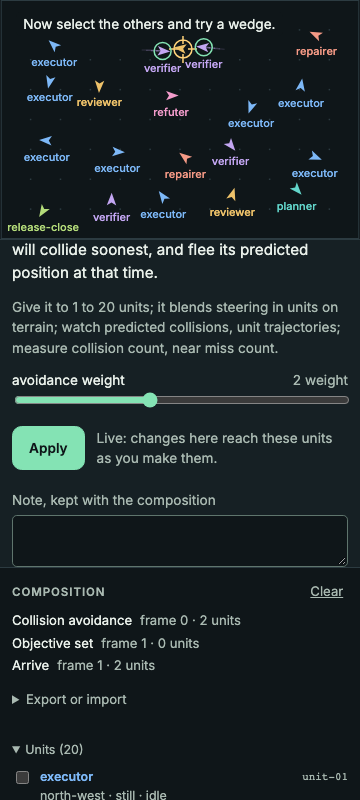 Now select the others and try a wedge.
repairer
executor
verifier
verifier
executor
reviewer
refuter
executor
executor
executor
executor
repairer
verifier
executor
release-close
verifier
executor
reviewer
planner
will collide soonest, and flee its predicted
position at that time.
Give it to 1 to 20 units; it blends steering in units on
terrain; watch predicted collisions, unit trajectories;
measure collision count, near miss count.
avoidance weight 2 weight
Apply
Live: changes here reach these units
as you make them.
Note, kept with the composition
COMPOSITION Clear
Collision avoidance frame 0 · 2 units
Objective set frame 1 · 0 units
Arrive frame 1 · 2 units
▶ Export or import
▼ Units (20)
executor unit-01
north-west · still · idle